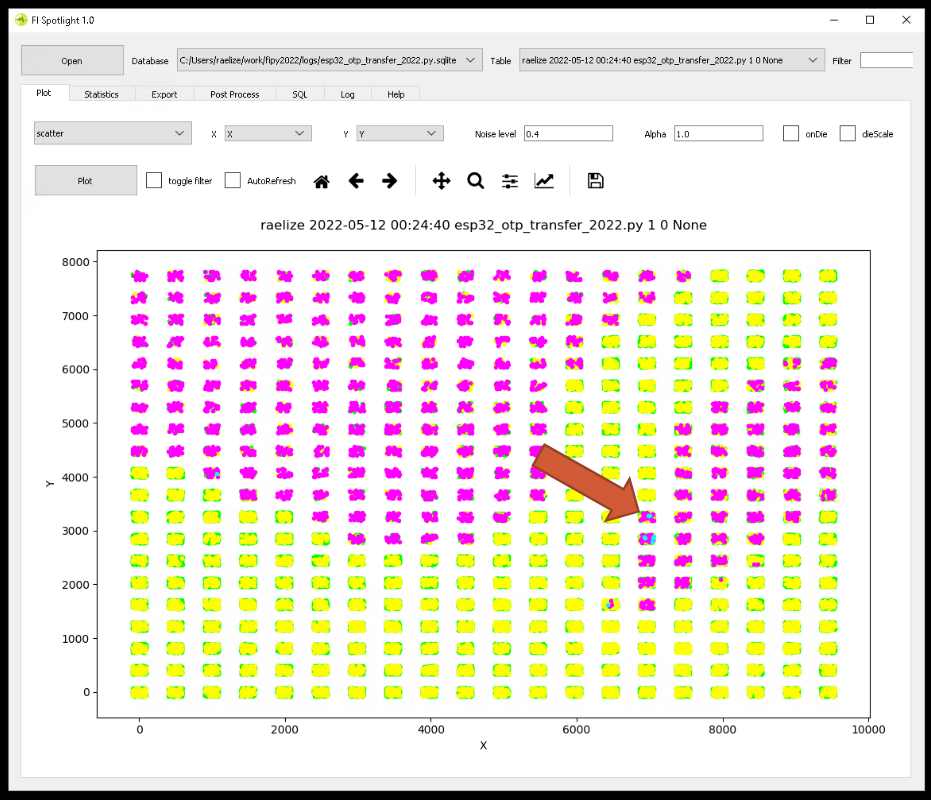 FI Spotlight 1.0
Open Database C:/Users/raelize/work/fipy2022/logs/esp32_otp_transfer_2022.py.sqlite Table raelize 2022-05-12 00:24:40 esp32_otp_transfer_2022.py 1 0 None Filter
Plot Statistics Export Post Process SQL Log Help
scatter X X Y Y Noise level 0.4 Alpha 1.0 onDie dieScale
Plot toggle filter AutoRefresh
raelize 2022-05-12 00:24:40 esp32_otp_transfer_2022.py 1 0 None
8000
7000
6000
5000
4000
Y
3000
2000
1000
0
0 2000 4000 6000 8000 10000
X